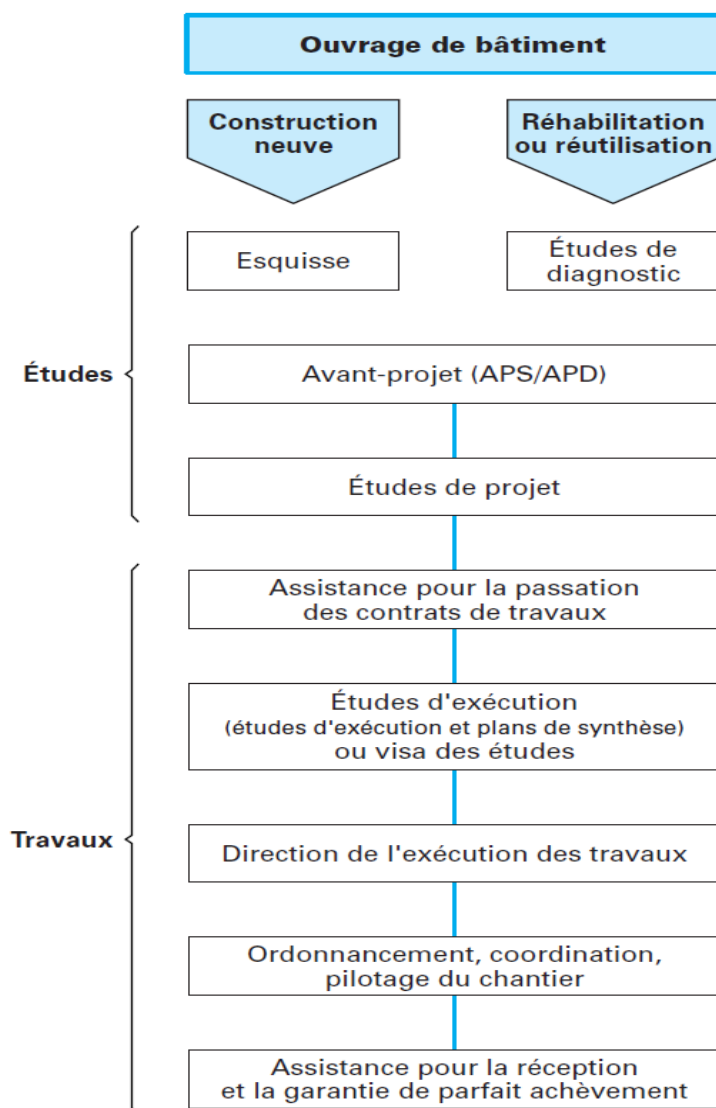 Ouvrage de bâtiment
Construction
neuve
Réhabilitation
ou réutilisation
Esquisse
Études de
diagnostic
Études
Avant-projet (APS/APD)
Études de projet
Assistance pour la passation
des contrats de travaux
Études d'exécution
(études d'exécution et plans de synthèse)
ou visa des études
Travaux
Direction de l'exécution des travaux
Ordonnancement, coordination,
pilotage du chantier
Assistance pour la réception
et la garantie de parfait achèvement